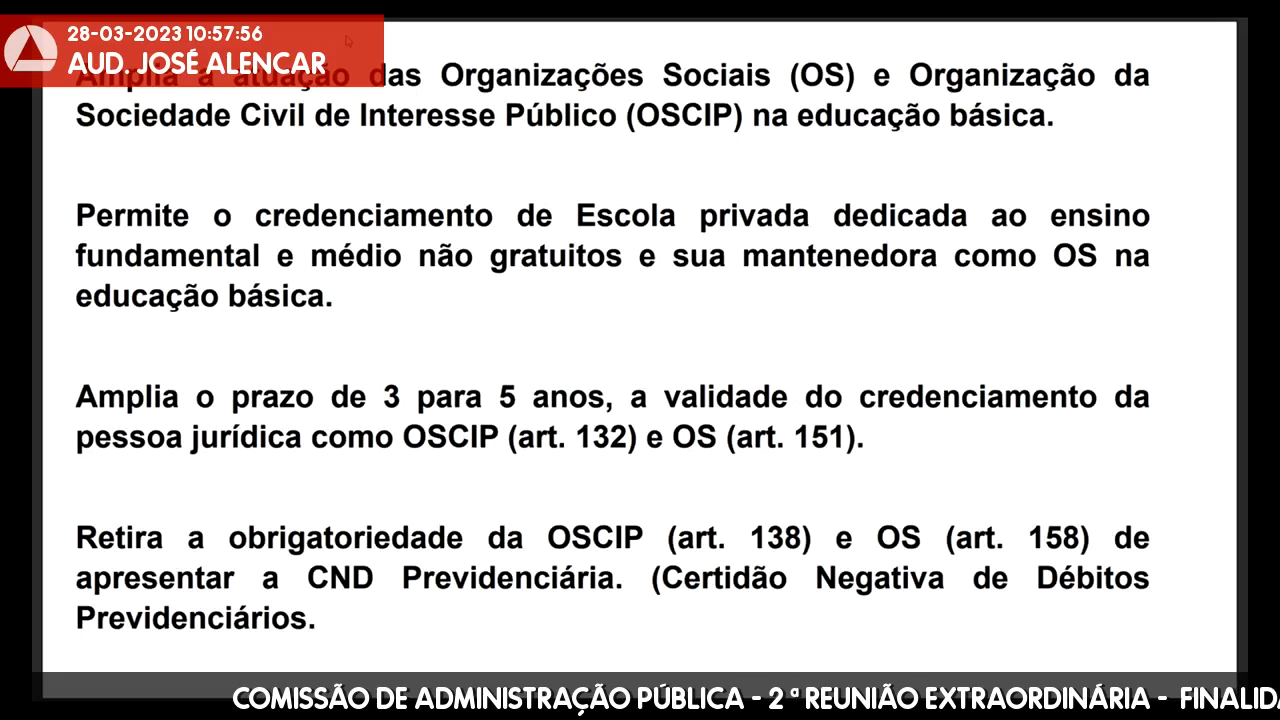 28-03-2023 10:57:56
AUD. JOSÉ ALENCAR
Amplia a atuação das Organizações Sociais (OS) e Organização da
Sociedade Civil de Interesse Público (OSCIP) na educação básica.
Permite o credenciamento de Escola privada dedicada ao ensino
fundamental e médio não gratuitos e sua mantenedora como OS na
educação básica.
Amplia o prazo de 3 para 5 anos, a validade do credenciamento da
pessoa jurídica como OSCIP (art. 132) e OS (art. 151).
Retira a obrigatoriedade da OSCIP (art. 138) e OS (art. 158) de
apresentar a CND Previdenciária. (Certidão Negativa de Débitos
Previdenciários.
COMISSÃO DE ADMINISTRAÇÃO PÚBLICA - 2 ª REUNIÃO EXTRAORDINÁRIA - FINALID